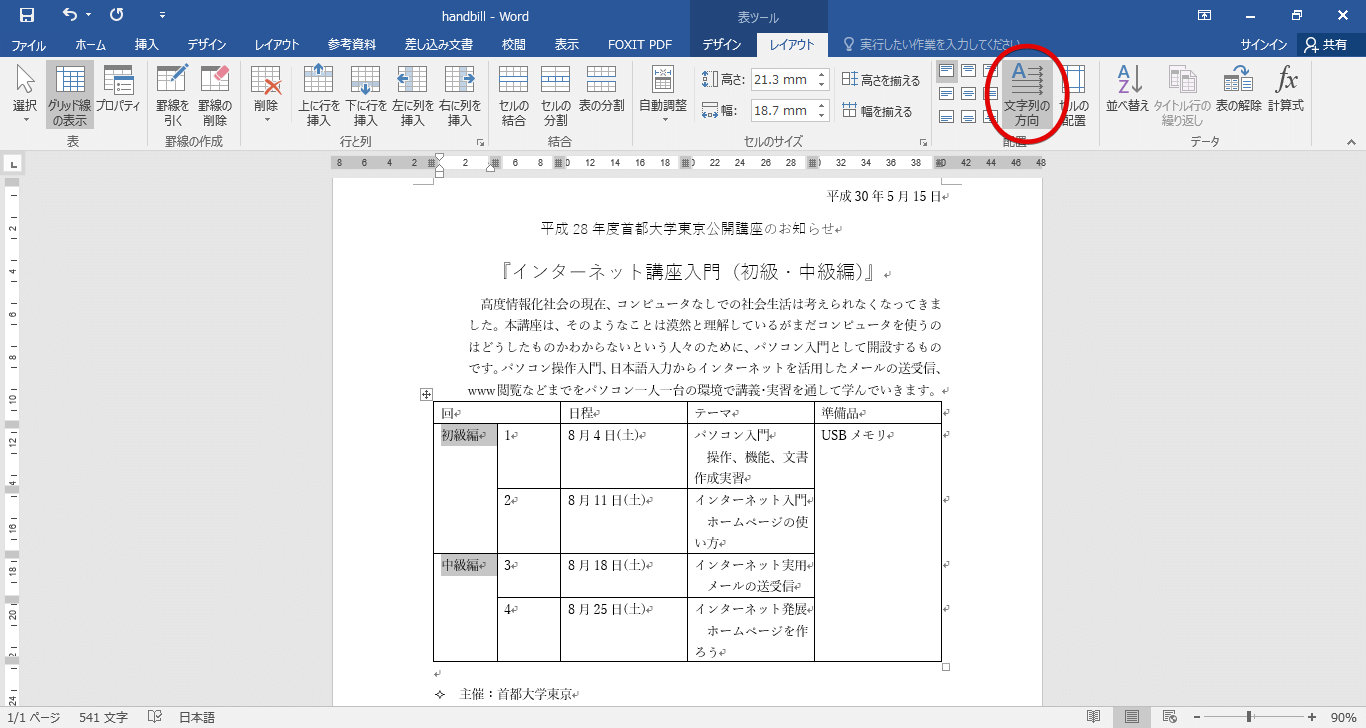 handbill - Word
表ツール
ファイル ホーム 挿入 デザイン レイアウト 参考資料 差し込み文書 校閲 表示 FOXIT PDF デザイン レイアウト 実行したい作業を入力してください サインイン 共有
選択 グリッド線の表示 プロパティ 罫線を引く 罫線の削除 削除 上に行を挿入 下に行を挿入 左に列を挿入 右に列を挿入 セルの結合 セルの分割 表の分割 自動調整 高さ: 21.3 mm 幅: 18.7 mm 高さを揃える 幅を揃える 文字列の方向 セルの配置 並べ替え タイトル行の繰り返し 表の解除 計算式
表 罫線の作成 行と列 結合 セルのサイズ 配置 データ
8 6 4 2 2 6 8 10 12 14 16 18 20 22 24 26 28 30 32 34 36 38 40 42 44 46 48
平成 30 年 5 月 15 日
平成 28 年度首都大学東京公開講座のお知らせ
『インターネット講座入門（初級・中級編）』
高度情報化社会の現在、コンピュータなしでの社会生活は考えられなくなってきま
した。本講座は、そのようなことは漠然と理解しているがまだコンピュータを使うの
はどうしたものかわからないという人々のために、パソコン入門として開設するもの
です。パソコン操作入門、日本語入力からインターネットを活用したメールの送受信、
www 閲覧などまでをパソコン一人一台の環境で講義・実習を通して学んでいきます。
回 日程 テーマ 準備品
初級編 1 8 月 4 日(土) パソコン入門 USB メモリ
操作、機能、文書
作成実習
2 8 月 11 日(土) インターネット入門
ホームページの使
い方
中級編 3 8 月 18 日(土) インターネット実用
メールの送受信
4 8 月 25 日(土) インターネット発展
ホームページを作
ろう
✧ 主催：首都大学東京
1/1 ページ 541 文字 日本語 90%